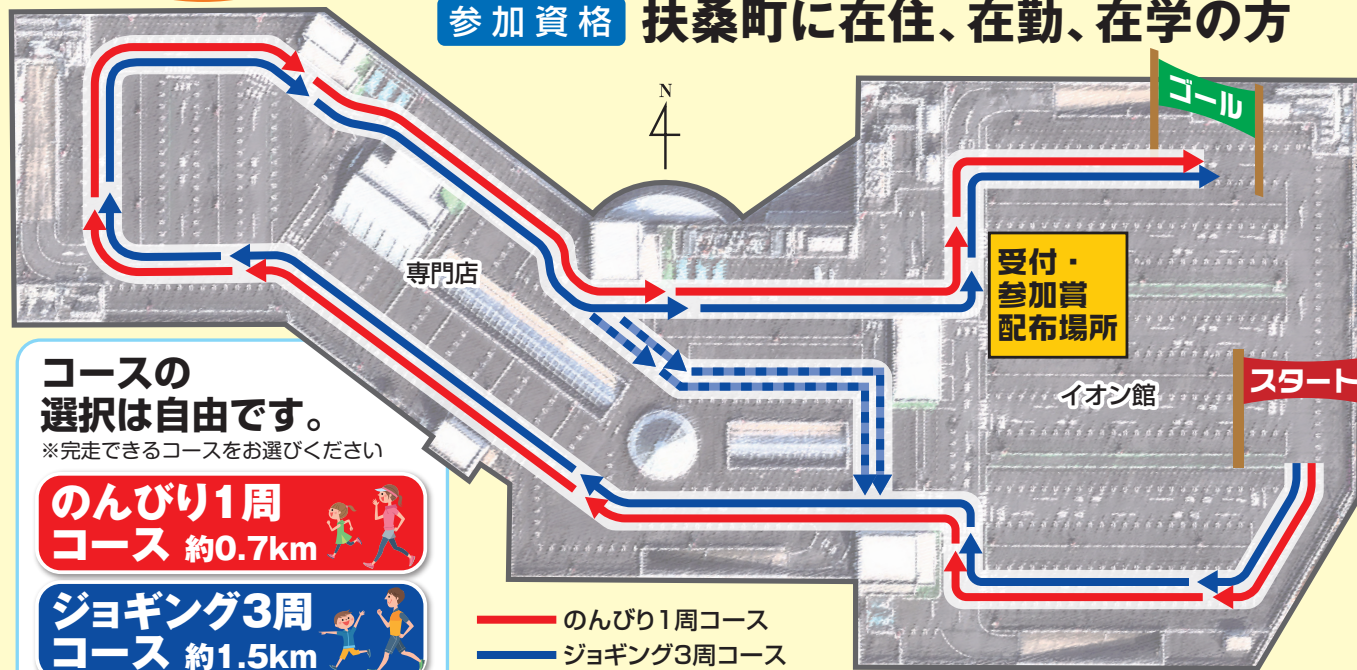 参加資格 扶桑町に在住、在勤、在学の方
N
ゴール
専門店
受付・
参加賞
配布場所
イオン館
スタート
コースの
選択は自由です。
※完走できるコースをお選びください
のんびり1周
コース 約0.7km
ジョギング3周
コース 約1.5km
のんびり1周コース
ジョギング3周コース